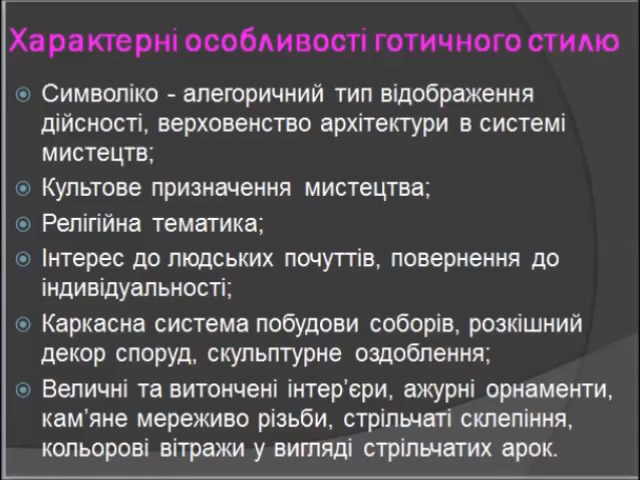 Характерні особливості готичного стилю
Символіко - алегоричний тип відображення
дійсності, верховенство архітектури в системі
мистецтв;
Культове призначення мистецтва;
Релігійна тематика;
Інтерес до людських почуттів, повернення до
індивідуальності;
Каркасна система побудови соборів, розкішний
декор споруд, скульптурне оздоблення;
Величні та витончені інтер’єри, ажурні орнаменти,
кам’яне мереживо різьби, стрільчаті склепіння,
кольорові вітражи у вигляді стрільчатих арок.